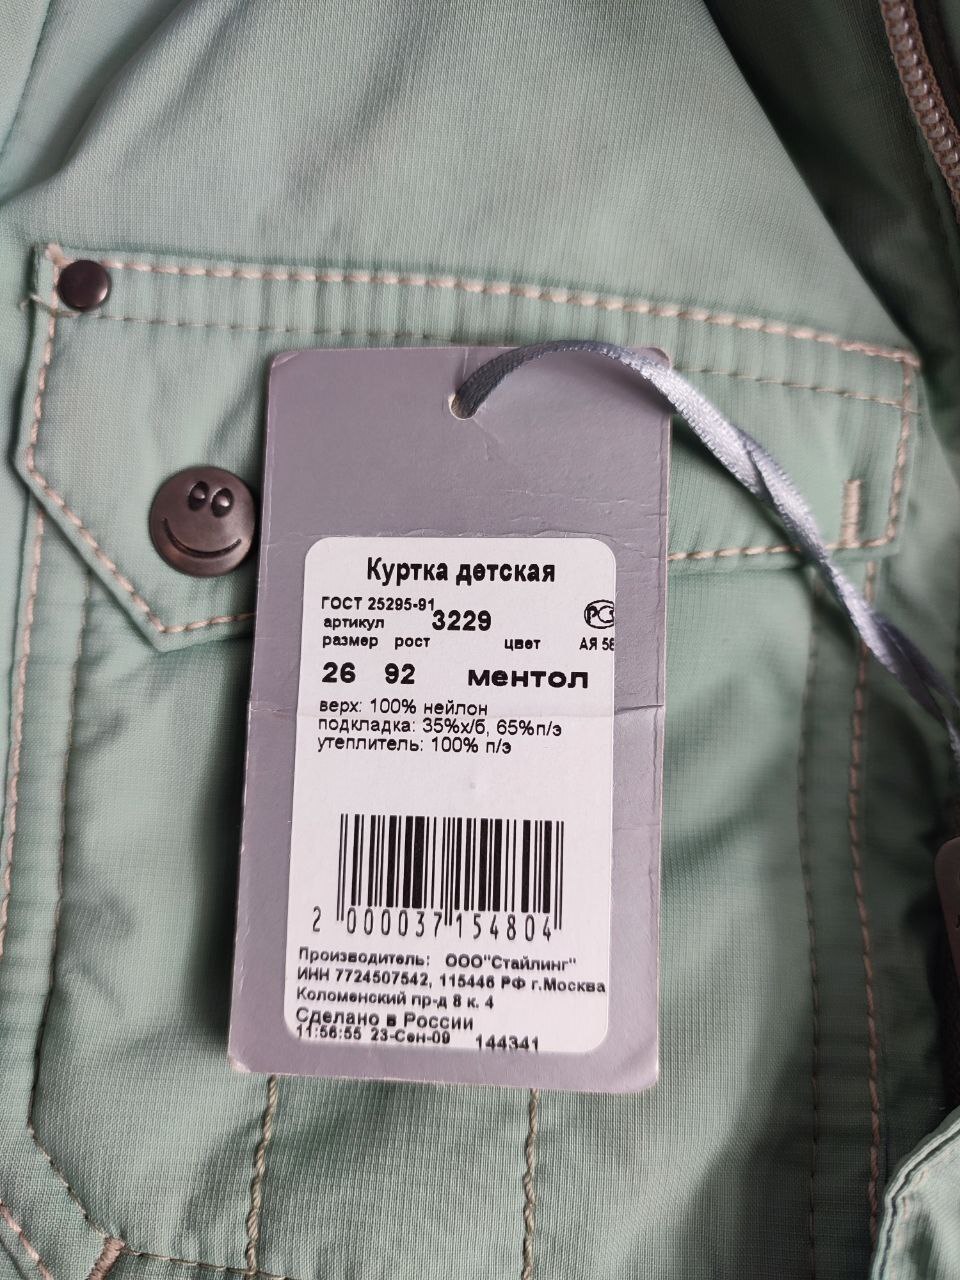 Куртка детская
ГОСТ 25295-91
артикул 3229
РС
размер рост цвет АЯ
26 92 ментол
верх: 100% нейлон
подкладка: 35%х/б, 65%п/э
утеплитель: 100% п/э
2 000037 154804
Производитель: ООО"Стайлинг"
ИНН 7724507542, 115446 РФ г.Москва
Коломенский пр-д 8 к. 4
Сделано в России
11:56:55 23-Сен-09 144341